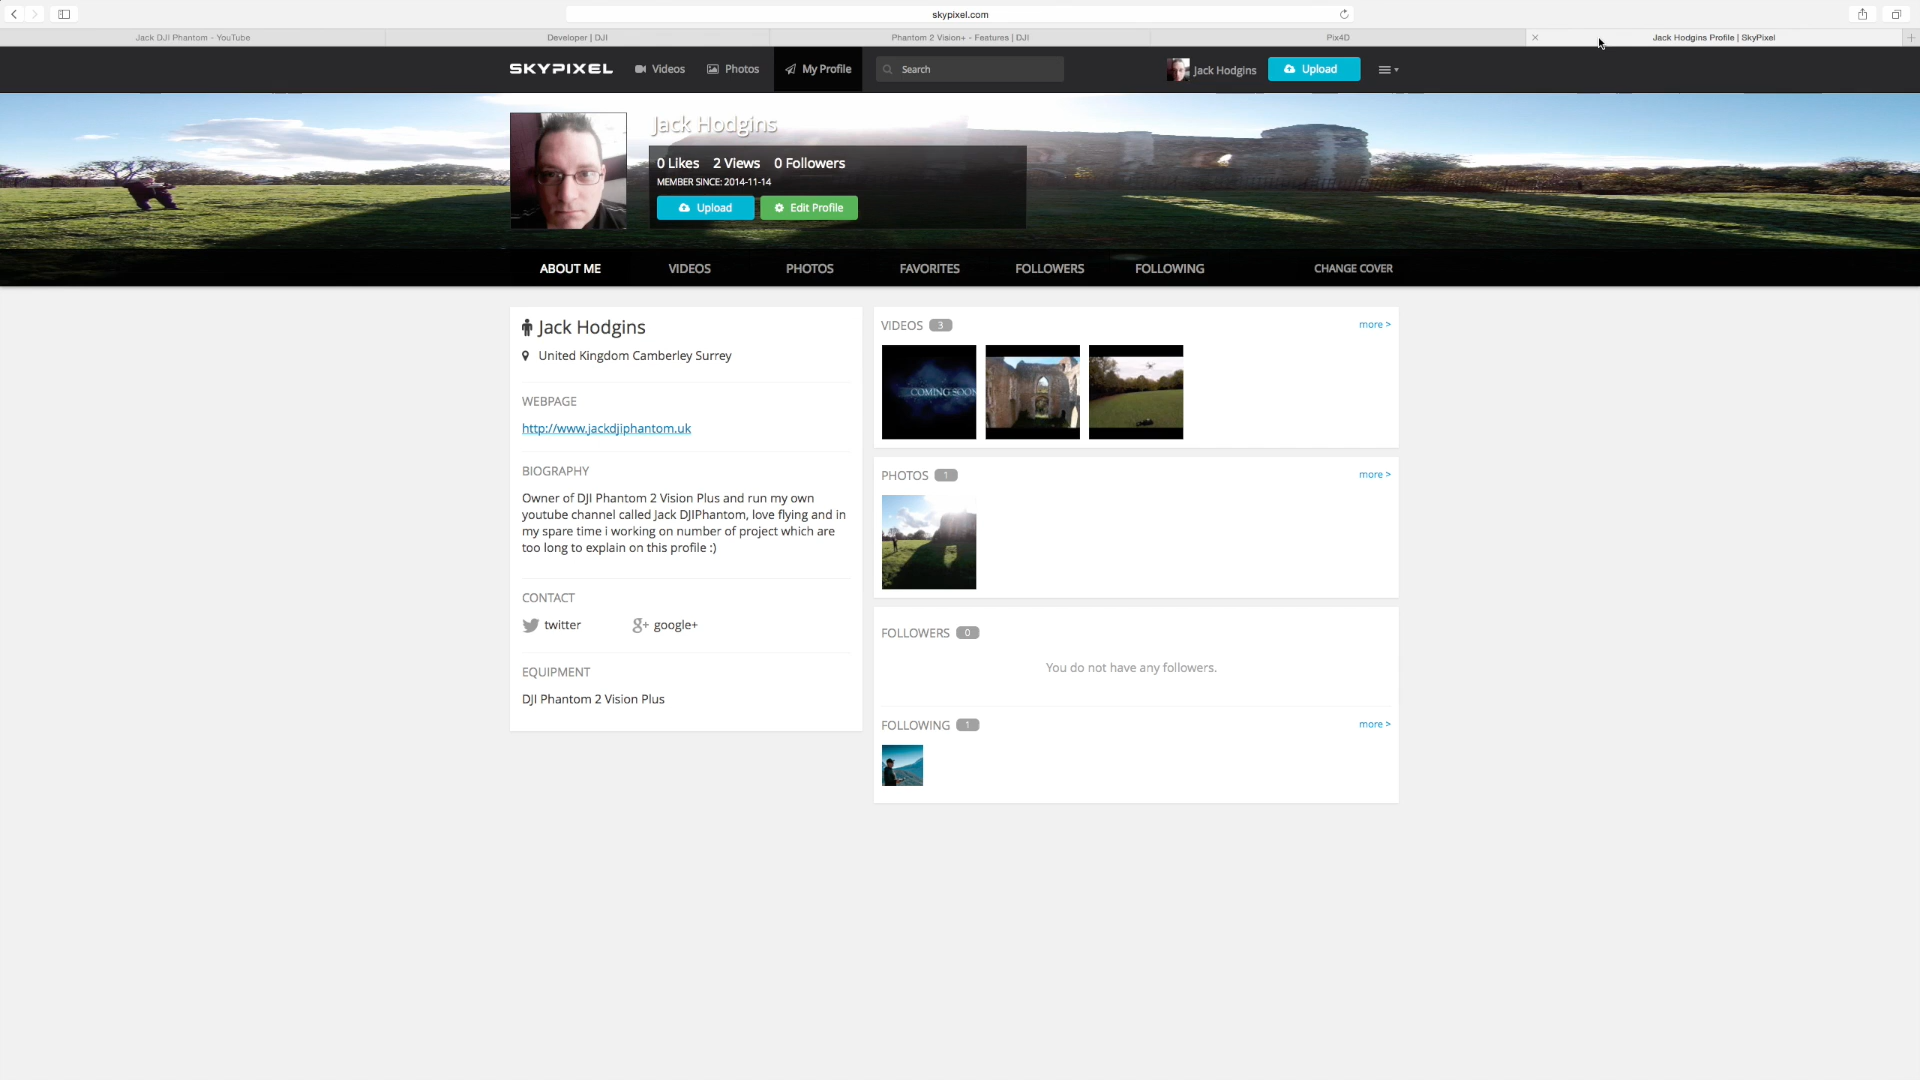 skypixel.com
Jack DJI Phantom - YouTube
Developer | DJI
Phantom 2 Vision+ - Features | DJI
Pix4D
Jack Hodgins Profile | SkyPixel
SKYPIXEL
Videos
Photos
My Profile
Search
Jack Hodgins
Upload
Jack Hodgins
0 Likes 2 Views 0 Followers
MEMBER SINCE: 2014-11-14
Upload
Edit Profile
ABOUT ME
VIDEOS
PHOTOS
FAVORITES
FOLLOWERS
FOLLOWING
CHANGE COVER
Jack Hodgins
United Kingdom Camberley Surrey
WEBPAGE
http://www.jackdjiphantom.uk
BIOGRAPHY
Owner of DJI Phantom 2 Vision Plus and run my own
youtube channel called Jack DJIPhantom, love flying and in
my spare time i working on number of project which are
too long to explain on this profile :)
CONTACT
twitter
g+ google+
EQUIPMENT
DJI Phantom 2 Vision Plus
VIDEOS 3
more >
COMING SOON
PHOTOS 1
more >
FOLLOWERS 0
You do not have any followers.
FOLLOWING 1
more >